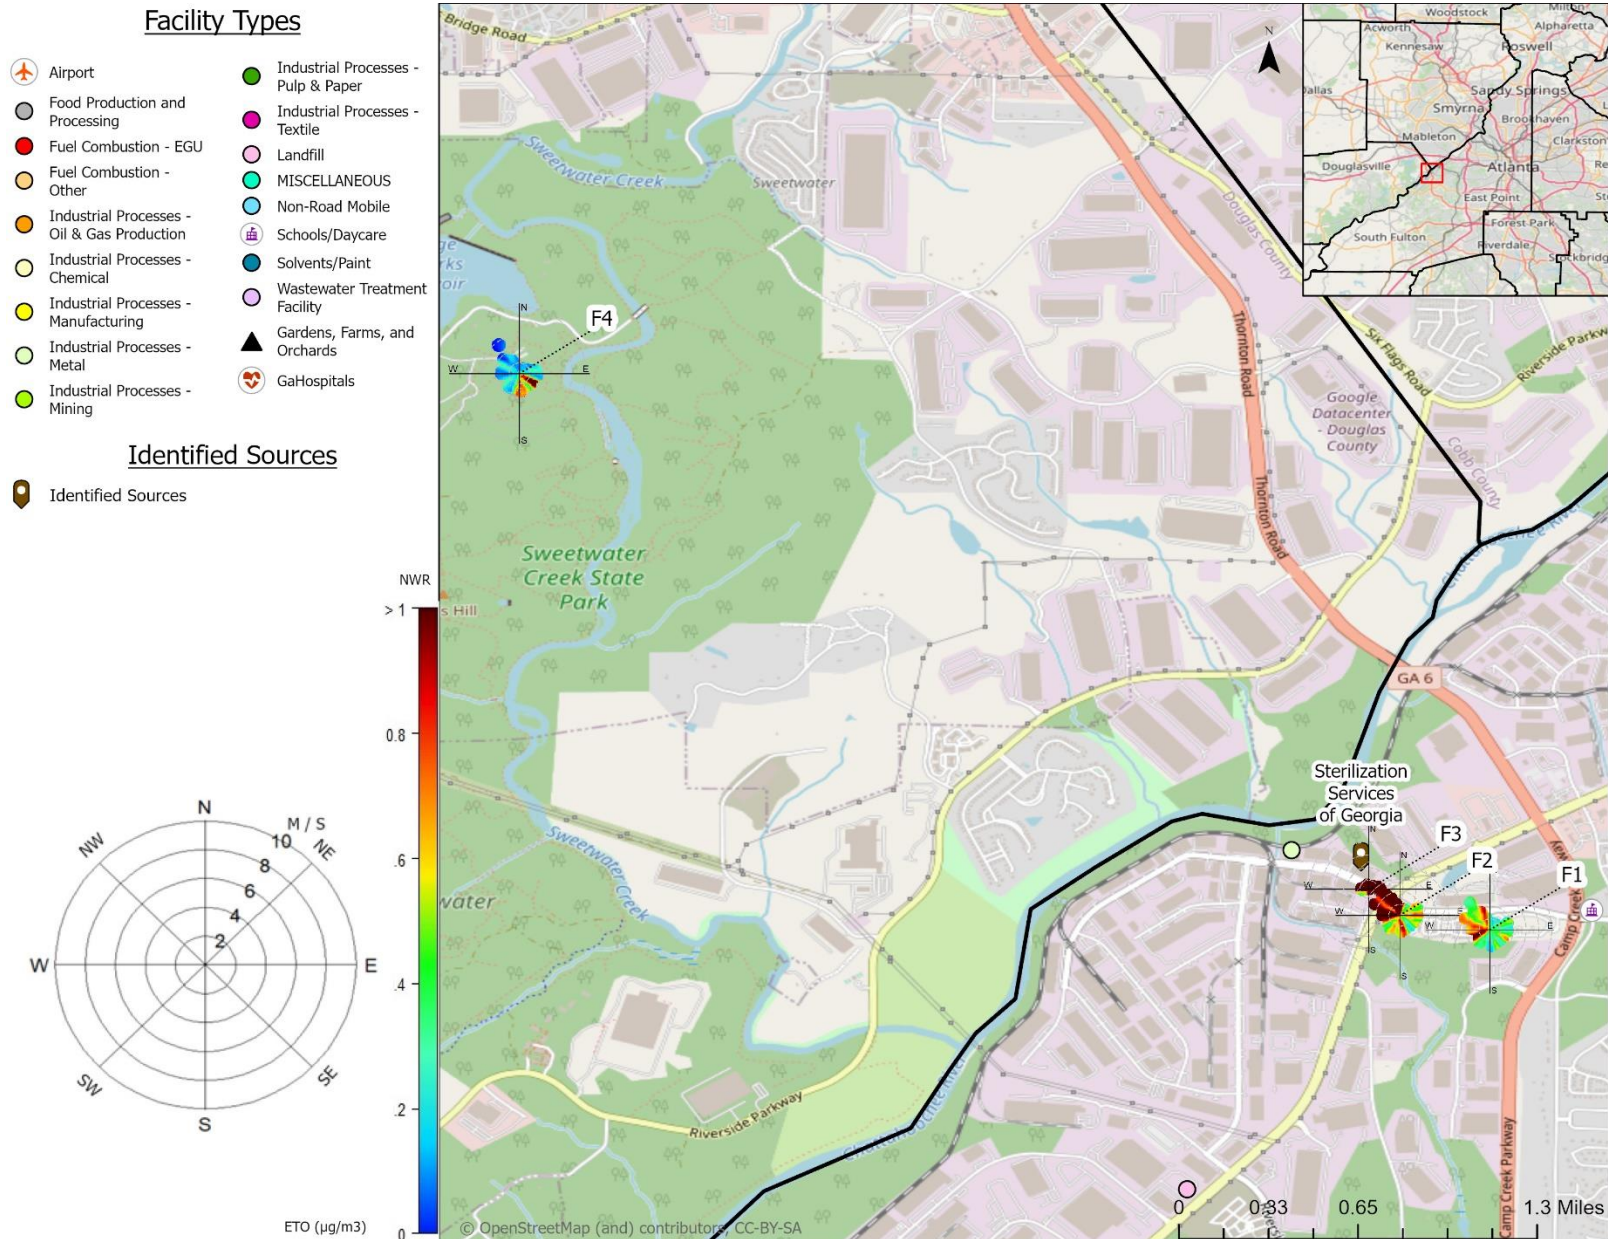 Facility Types
Airport
Food Production and
Processing
Fuel Combustion - EGU
Fuel Combustion -
Other
Industrial Processes -
Oil & Gas Production
Industrial Processes -
Chemical
Industrial Processes -
Manufacturing
Industrial Processes -
Metal
Industrial Processes -
Mining
Industrial Processes -
Pulp & Paper
Industrial Processes -
Textile
Landfill
MISCELLANEOUS
Non-Road Mobile
Schools/Daycare
Solvents/Paint
Wastewater Treatment
Facility
Gardens, Farms, and
Orchards
GaHospitals
Identified Sources
Identified Sources
NWR
> 1
0.8
.6
.4
.2
0
ETO (µg/m3)
N
NE
E
SE
S
SW
W
NW
M / S
10
8
6
4
2
Bridge Road
Sweetwater Creek
Sweetwater
Douglas County
Six Flags Road
Riverside Parkw
Thornton Road
Google
Datacenter
- Douglas
County
Cobb County
Thornton Road
Sweetwater
Creek State
Park
s Hill
GA 6
Sweetwater Creek
water
Riverside Parkway
Camp Creek
way
Camp Creek Parkway
N
W
E
S
F4
Sterilization
Services
of Georgia
F3
F2
F1
N
W
E
S
N
W
E
S
W
E
S
N
Woodstock
Milton
Acworth
Alpharetta
Kennesaw
Roswell
Dallas
Sandy Springs
Smyrna
Brookhaven
Mableton
Clarkston
Douglasville
Atlanta
East Point
Forest Park
South Fulton
Riverdale
Stockbridg
0
0.33
0.65
1.3 Miles
© OpenStreetMap (and) contributors, CC-BY-SA